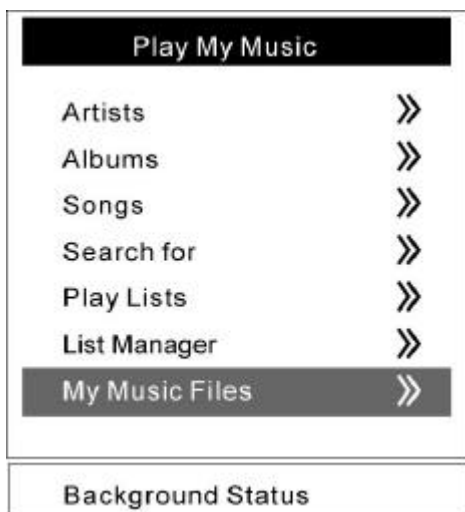 Play My Music
Artists
Albums
Songs
Search for
Play Lists
List Manager
My Music Files
Background Status